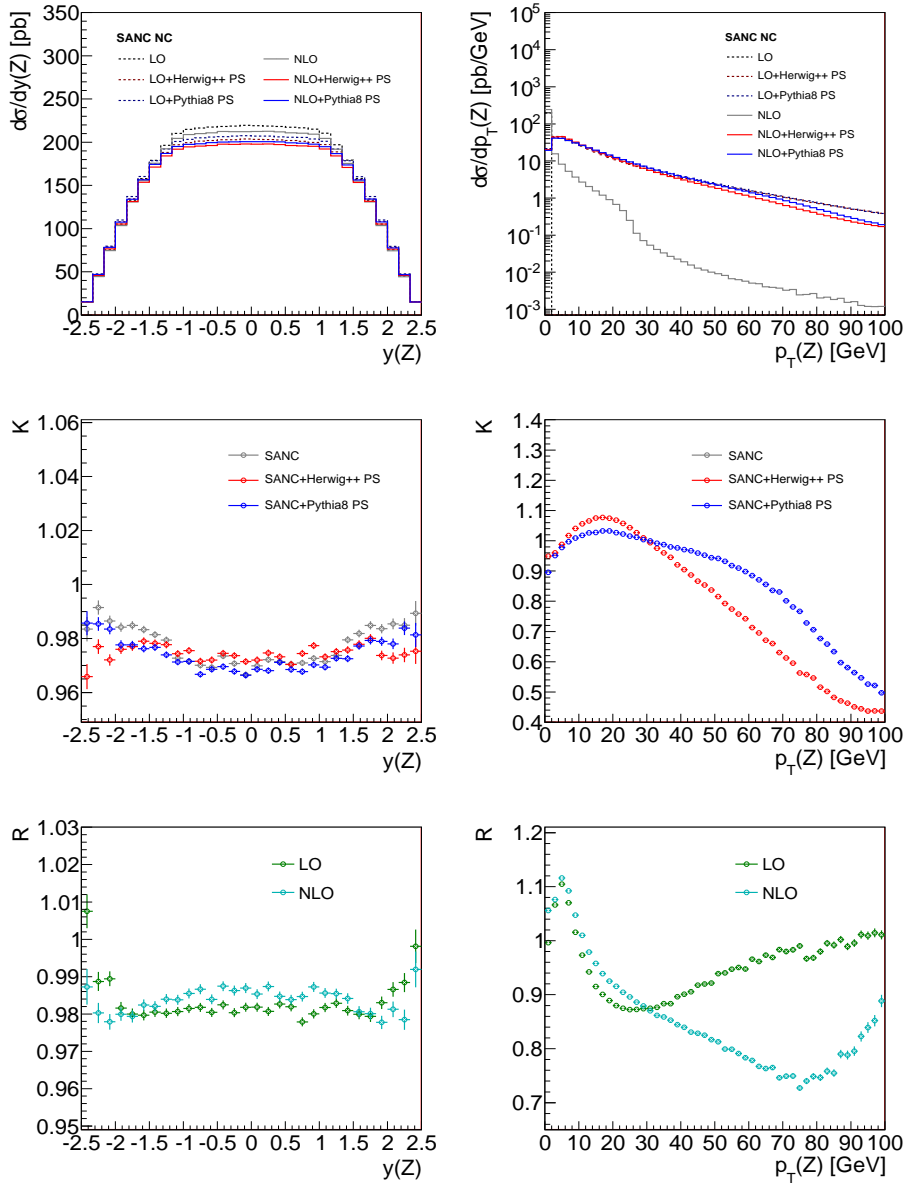 dσ/dy(Z) [pb]
350
300
250
200
150
100
50
0
SANC NC
LO
NLO
LO+Herwig++ PS
NLO+Herwig++ PS
LO+Pythia8 PS
NLO+Pythia8 PS
-2.5 -2 -1.5 -1 -0.5 0 0.5 1 1.5 2 2.5
y(Z)
dσ/dp_T(Z) [pb/GeV]
10^5
10^4
10^3
10^2
10
1
10^-1
10^-2
10^-3
SANC NC
LO
LO+Herwig++ PS
LO+Pythia8 PS
NLO
NLO+Herwig++ PS
NLO+Pythia8 PS
0 10 20 30 40 50 60 70 80 90 100
p_T(Z) [GeV]
K
1.06
1.04
1.02
1
0.98
0.96
SANC
SANC+Herwig++ PS
SANC+Pythia8 PS
-2.5 -2 -1.5 -1 -0.5 0 0.5 1 1.5 2 2.5
y(Z)
K
1.4
1.3
1.2
1.1
1
0.9
0.8
0.7
0.6
0.5
0.4
SANC
SANC+Herwig++ PS
SANC+Pythia8 PS
0 10 20 30 40 50 60 70 80 90 100
p_T(Z) [GeV]
R
1.03
1.02
1.01
1
0.99
0.98
0.97
0.96
0.95
LO
NLO
-2.5 -2 -1.5 -1 -0.5 0 0.5 1 1.5 2 2.5
y(Z)
R
1.2
1.1
1
0.9
0.8
0.7
LO
NLO
0 10 20 30 40 50 60 70 80 90 100
p_T(Z) [GeV]